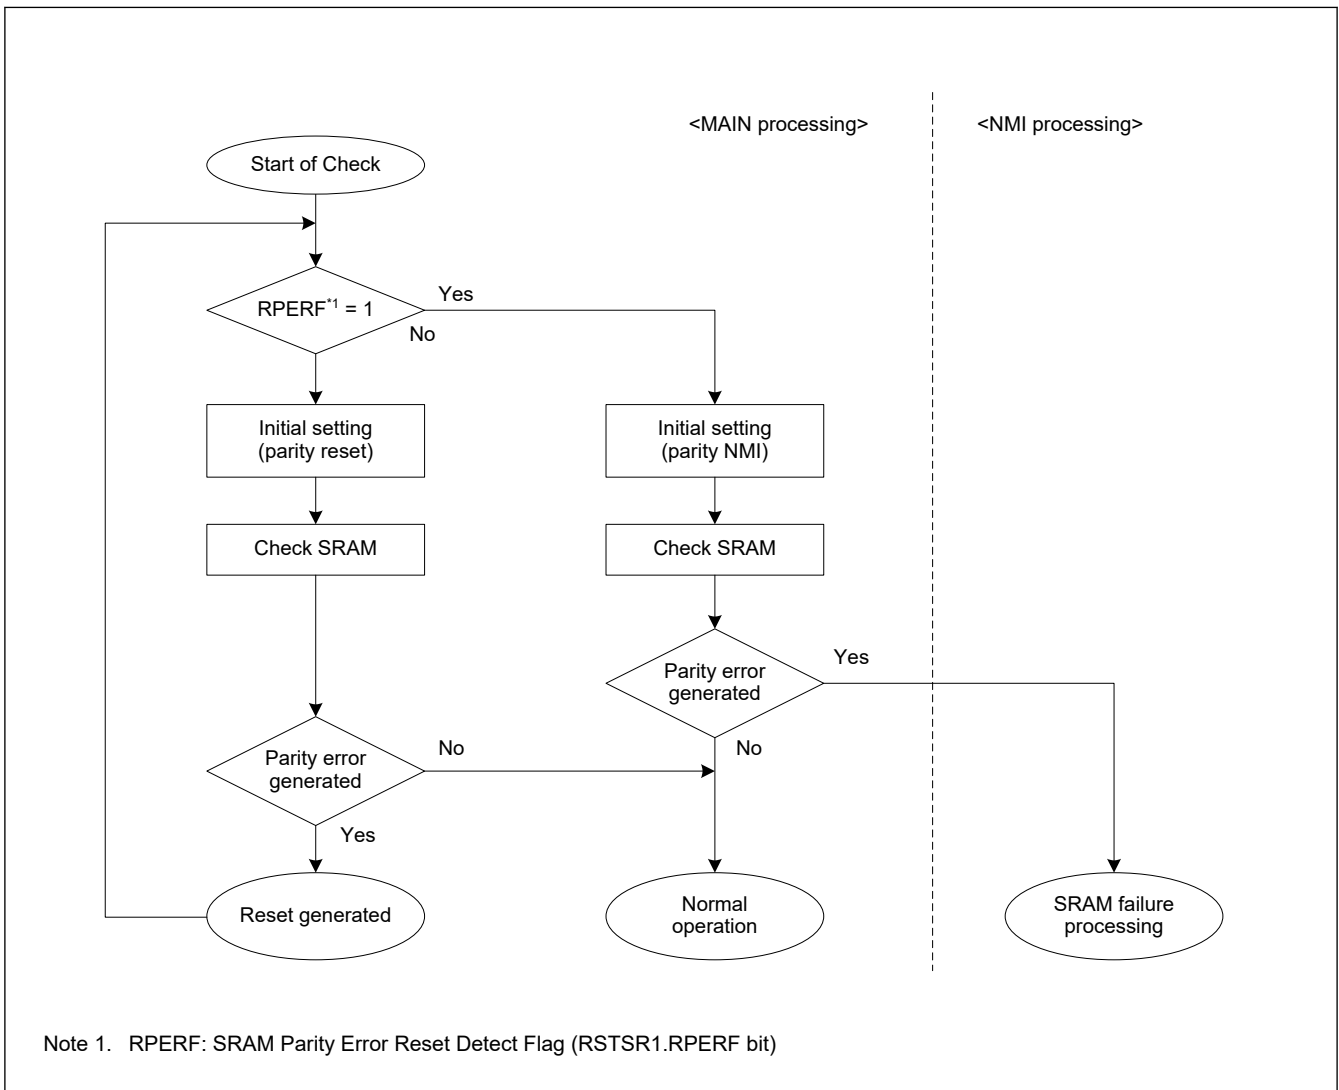 <MAIN processing>
<NMI processing>
Start of Check
RPERF*1 = 1
Yes
No
Initial setting
(parity reset)
Initial setting
(parity NMI)
Check SRAM
Check SRAM
Parity error
generated
Yes
No
Parity error
generated
No
Yes
Reset generated
Normal
operation
SRAM failure
processing
Note 1. RPERF: SRAM Parity Error Reset Detect Flag (RSTSR1.RPERF bit)